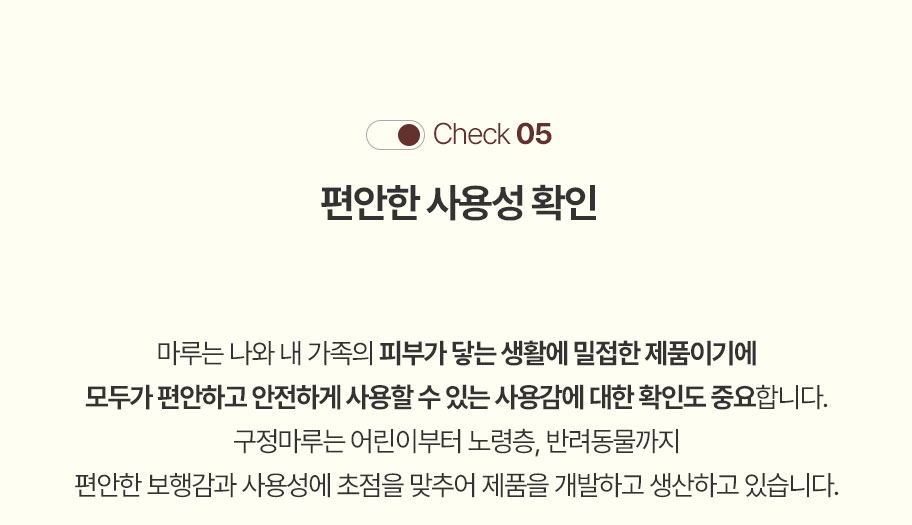 Check 05
편안한 사용성 확인
마루는 나와 내 가족의 피부가 닿는 생활에 밀접한 제품이기에
모두가 편안하고 안전하게 사용할 수 있는 사용감에 대한 확인도 중요합니다.
구정마루는 어린이부터 노령층, 반려동물까지
편안한 보행감과 사용성에 초점을 맞추어 제품을 개발하고 생산하고 있습니다.